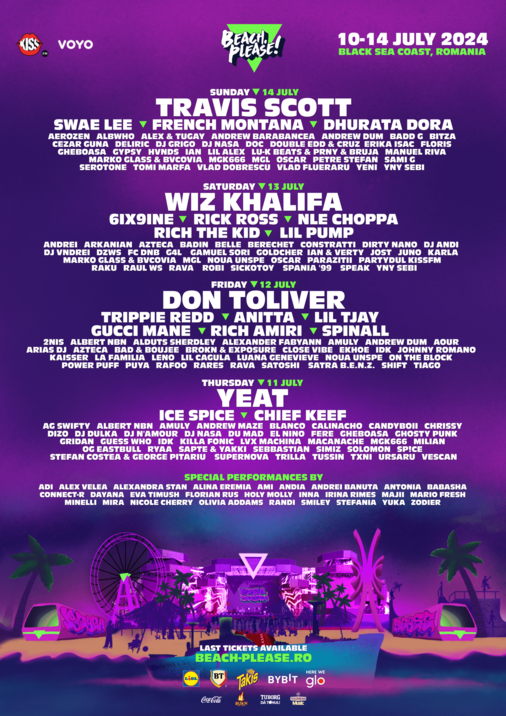 KISS FM
VOYO
BEACH, PLEASE!
10-14 JULY 2024
BLACK SEA COAST, ROMANIA
SUNDAY 14 JULY
TRAVIS SCOTT
SWAE LEE FRENCH MONTANA DHURATA DORA
AEROZEN ALBWHO ALEX & TUGAY ANDREW BARABANCEA ANDREW DUM BADD G BITZA
CEZAR GUNA DELIRIC DJ GRIGO DJ NASA DOC DOUBLE EDD & CRUZ ERIKA ISAC FLORIS
GHEBOASA GYPSY HVNDS IAN LIL ALEX LU-K BEATS & PRNY & BRUJA MANUEL RIVA
MARKO GLASS & BVCOVIA MGK666 MGL OSCAR PETRE STEFAN SAMI G
SEROTONE TOMI MARFA VLAD DOBRESCU VLAD FLUERARU YENI YNY SEBI
SATURDAY 13 JULY
WIZ KHALIFA
6IX9INE RICK ROSS NLE CHOPPA
RICH THE KID LIL PUMP
ANDREI ARKANIAN AZTECA BADIN BELLE BERECHET CONSTRATTI DIRTY NANO DJ ANDI
DJ VNDREI DZWS FC DNB G4L GAMUEL SORI GOLDCHER IAN & VERTY JOST JUNO KARLA
MARKO GLASS & BVCOVIA MGL NOUA UNSPE OSCAR PARAZITII PARTYDUL KISSFM
RAKU RAUL WS RAVA ROBI SICKOTOY SPANIA '99 SPEAK YNY SEBI
FRIDAY 12 JULY
DON TOLIVER
TRIPPIE REDD ANITTA LIL TJAY
GUCCI MANE RICH AMIRI SPINALL
2NIS ALBERT NBN ALDUTS SHERDLEY ALEXANDER FABYANN AMULY ANDREW DUM AOUR
ARIAS DJ AZTECA BAD & BOUJEE BROKN & EXPOSURE CLOSE VIBE EKHOE IDK JOHNNY ROMANO
KAISSER LA FAMILIA LENO LIL CAGULA LUANA GENEVIEVE NOUA UNSPE ON THE BLOCK
POWER PUFF PUYA RAFOO RARES RAVA SATOSHI SATRA B.E.N.Z. SHIFT TIAGO
THURSDAY 11 JULY
YEAT
ICE SPICE CHIEF KEEF
AG SWIFTY ALBERT NBN AMULY ANDREW MAZE BLANCO CALINACHO CANDYBOII CHRISSY
DIZO DJ DULKA DJ N'AMOUR DJ NASA DU MAD EL NINO FERE GHEBOASA GHOSTY PUNK
GRIDAN GUESS WHO IDK KILLA FONIC LVX MACHINA MACANACHE MGK666 MILIAN
OG EASTBULL RYAA SAPTE & YAKKI SEBBASTIAN SIMIZ SOLOMON SP!CE
STEFAN COSTEA & GEORGE PITARIU SUPERNOVA TRILLA TUSSIN TXNI URSARU VESCAN
SPECIAL PERFORMANCES BY
ADI ALEX VELEA ALEXANDRA STAN ALINA EREMIA AMI ANDIA ANDREI BANUTA ANTONIA BABASHA
CONNECT-R DAYANA EVA TIMUSH FLORIAN RUS HOLY MOLLY INNA IRINA RIMES MAJII MARIO FRESH
MINELLI MIRA NICOLE CHERRY OLIVIA ADDAMS RANDI SMILEY STEFANIA YUKA ZODIER
LAST TICKETS AVAILABLE
BEACH-PLEASE.RO
LIDL BT Takis BYBIT HERE WE glo
Coca-Cola BURN TUBORG Mak